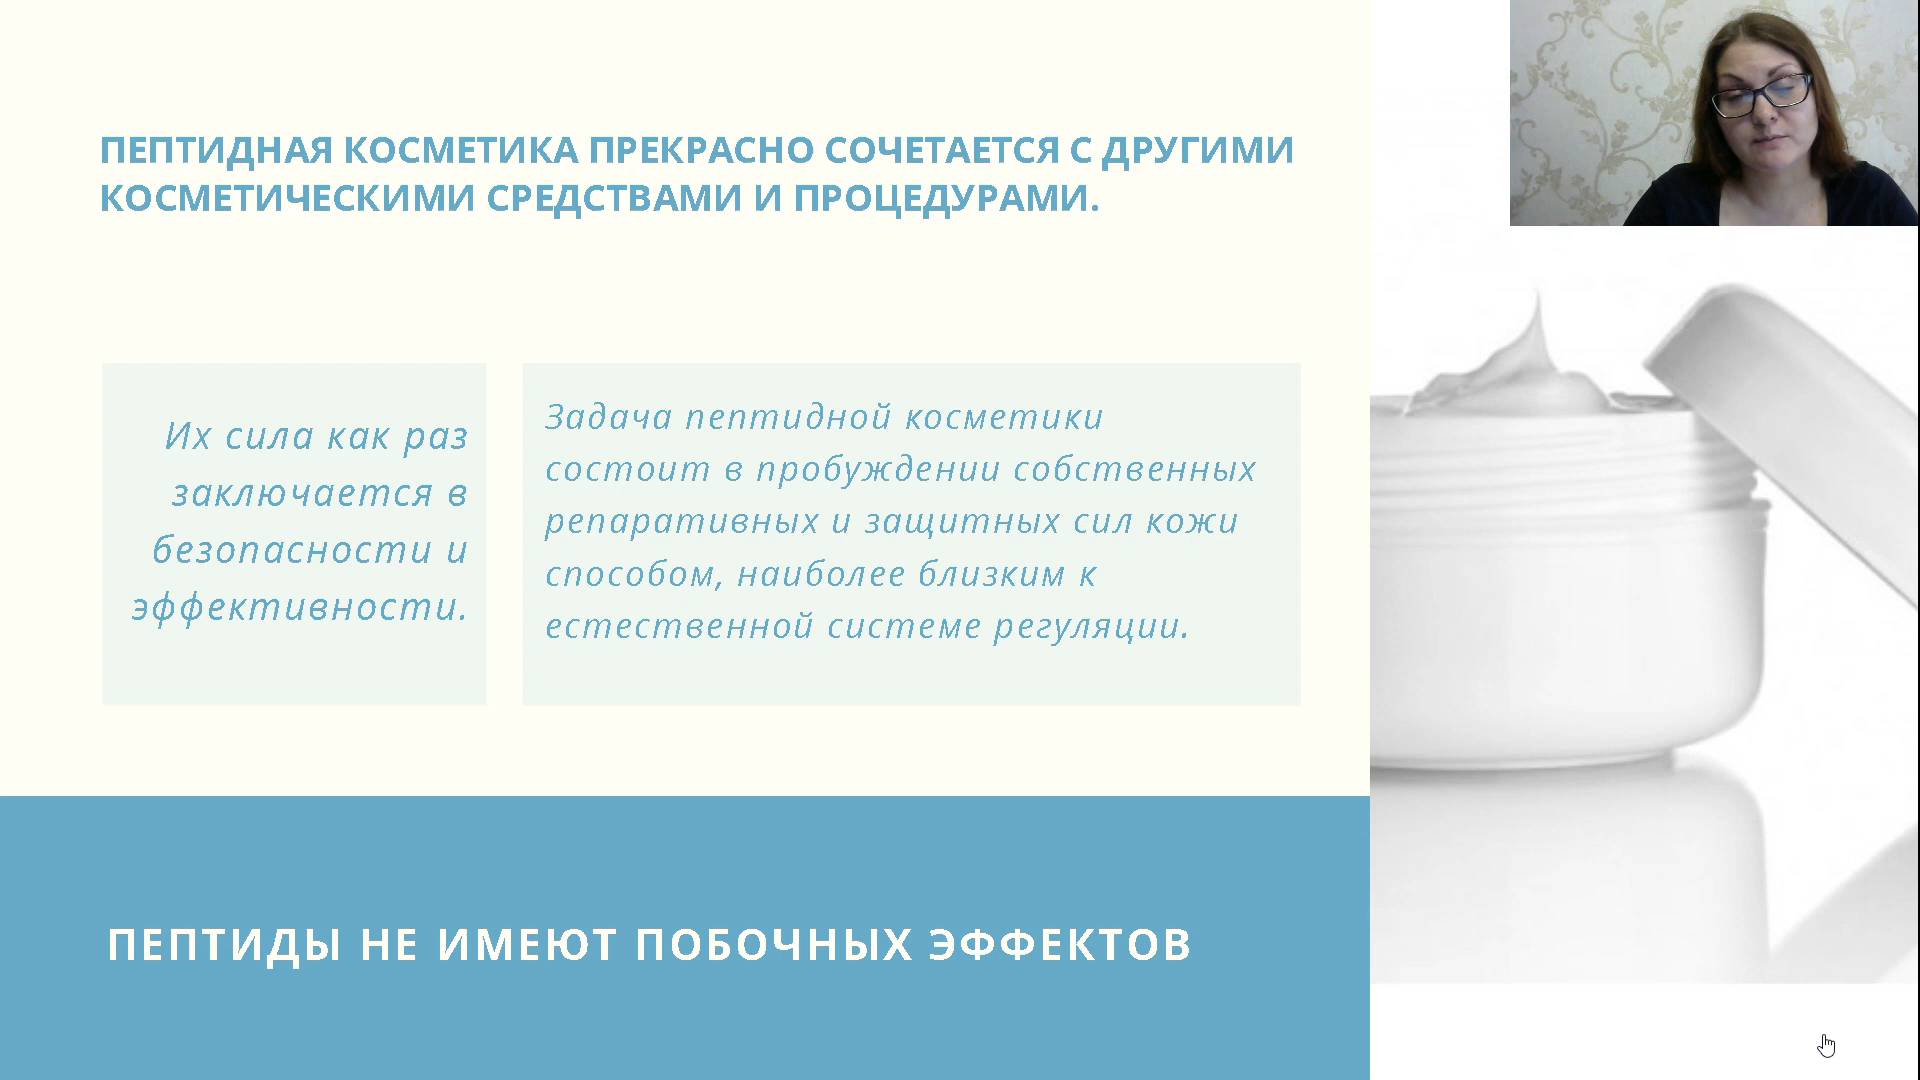 ПЕПТИДНАЯ КОСМЕТИКА ПРЕКРАСНО СОЧЕТАЕТСЯ С ДРУГИМИ
КОСМЕТИЧЕСКИМИ СРЕДСТВАМИ И ПРОЦЕДУРАМИ.
Их сила как раз
заключается в
безопасности и
эффективности.
Задача пептидной косметики
состоит в пробуждении собственных
репаративных и защитных сил кожи
способом, наиболее близким к
естественной системе регуляции.
ПЕПТИДЫ НЕ ИМЕЮТ ПОБОЧНЫХ ЭФФЕКТОВ